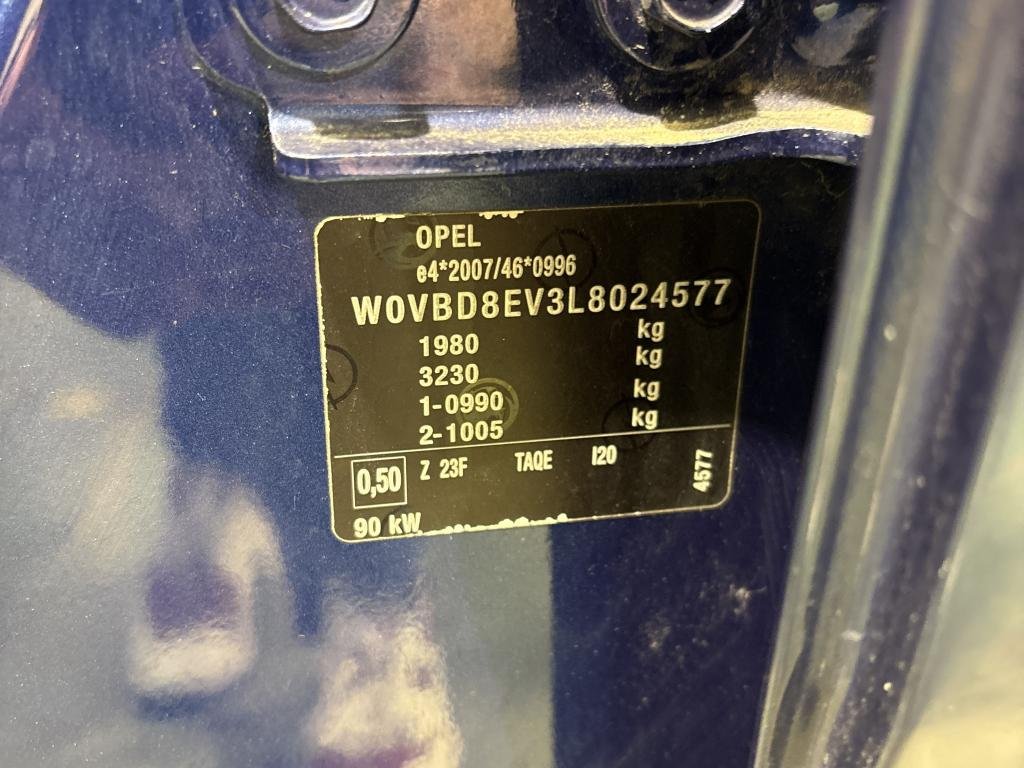 OPEL
e4*2007/46*0996
W0VBD8EV3L8024577
1980 kg
3230 kg
1-0990 kg
2-1005 kg
0,50 Z 23F TAQE I20 4577
90 kW